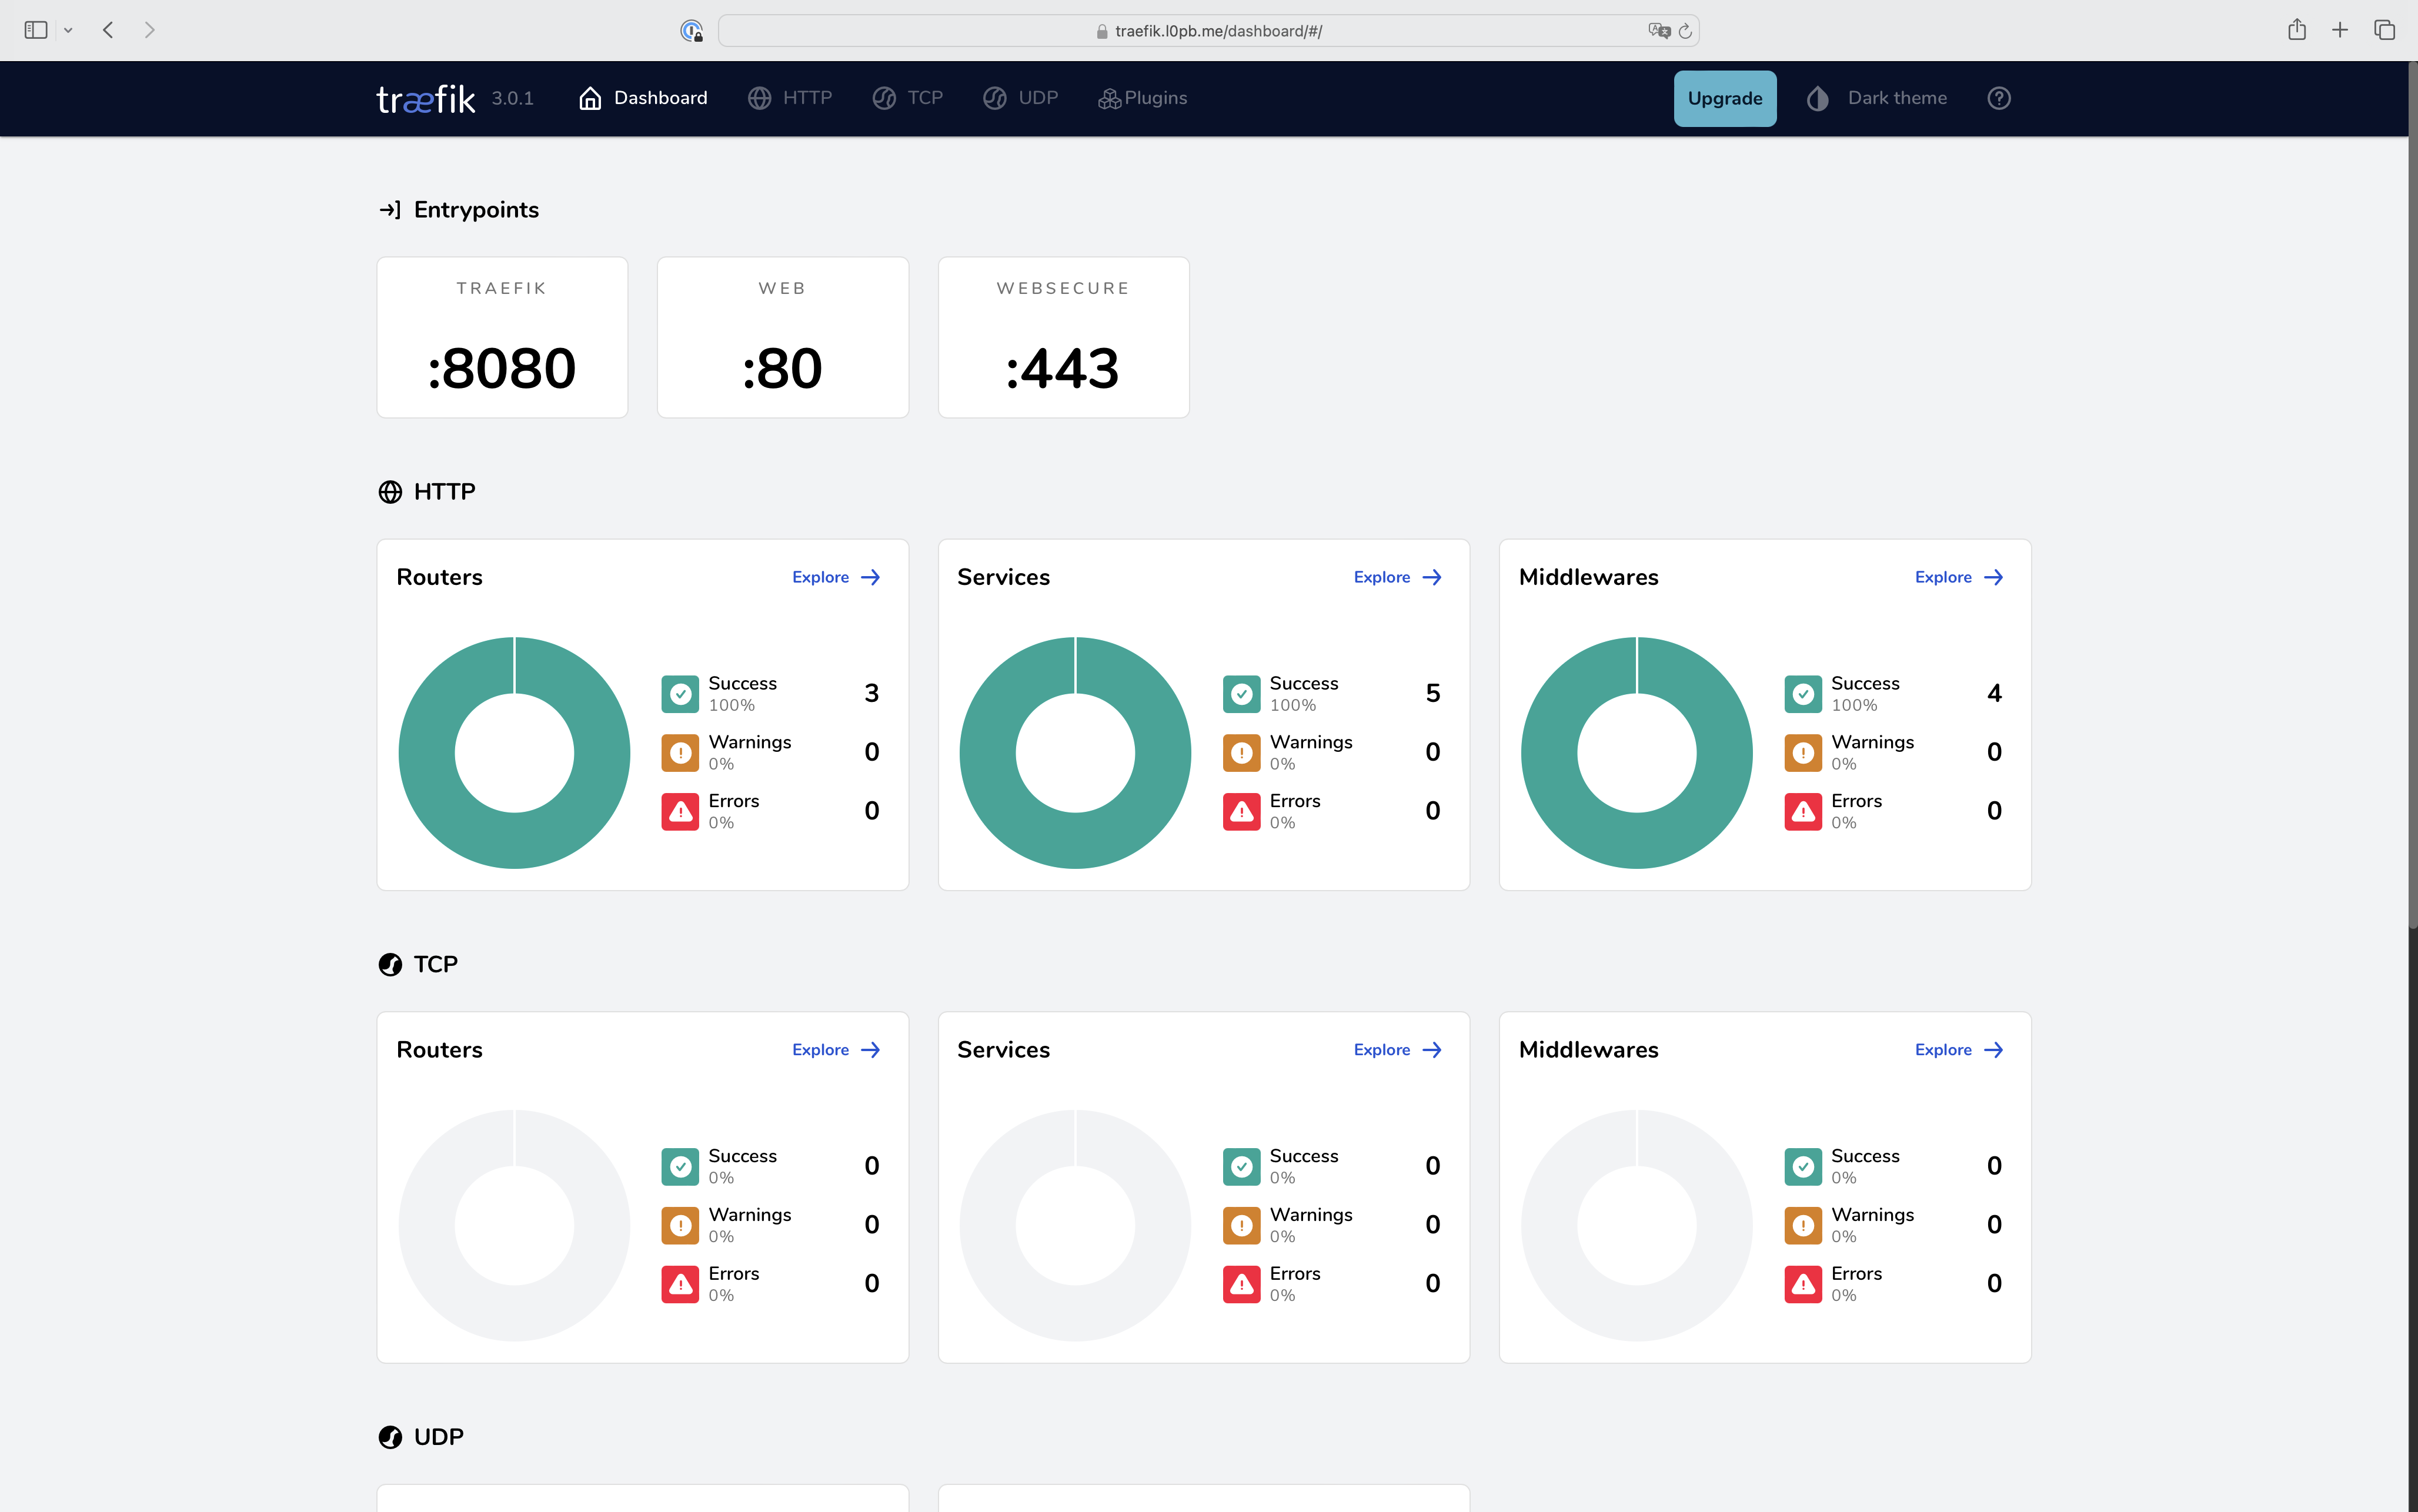 traefik.l0pb.me/dashboard/#/
træfik 3.0.1 Dashboard HTTP TCP UDP Plugins Upgrade Dark theme
Entrypoints
TRAEFIK
:8080
WEB
:80
WEBSECURE
:443
HTTP
Routers Explore
Success 3
100%
Warnings 0
0%
Errors 0
0%
Services Explore
Success 5
100%
Warnings 0
0%
Errors 0
0%
Middlewares Explore
Success 4
100%
Warnings 0
0%
Errors 0
0%
TCP
Routers Explore
Success 0
0%
Warnings 0
0%
Errors 0
0%
Services Explore
Success 0
0%
Warnings 0
0%
Errors 0
0%
Middlewares Explore
Success 0
0%
Warnings 0
0%
Errors 0
0%
UDP